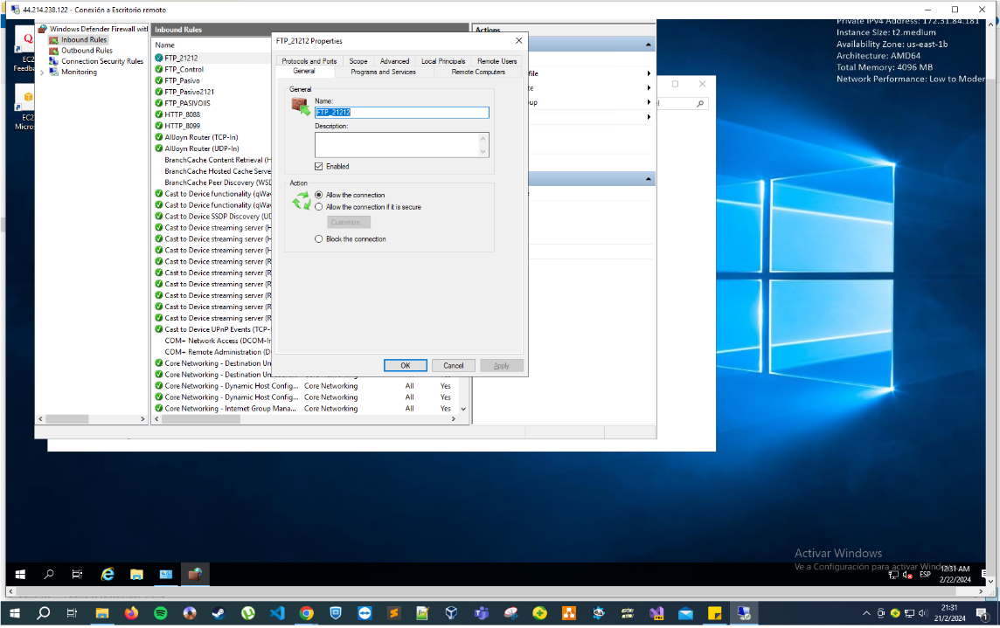 44.214.238.122 - Conexión a Escritorio remoto
Private IPv4 Address: 172.31.84.181
Instance Size: t2.medium
Availability Zone: us-east-1b
Architecture: AMD64
Total Memory: 4096 MB
Network Performance: Low to Moder
EC2
Feedba
EC2
Micros
Windows Defender Firewall with
Inbound Rules
Outbound Rules
Connection Security Rules
Monitoring
Inbound Rules
Name
FTP_21212
FTP_Control
FTP_Pasivo
FTP_Pasivo2121
FTP_PASIVOIIS
HTTP_8088
HTTP_8099
AllJoyn Router (TCP-In)
AllJoyn Router (UDP-In)
BranchCache Content Retrieval (H
BranchCache Hosted Cache Serve
BranchCache Peer Discovery (WSD
Cast to Device functionality (qWav
Cast to Device functionality (qWav
Cast to Device SSDP Discovery (UD
Cast to Device streaming server (H
Cast to Device streaming server (H
Cast to Device streaming server (H
Cast to Device streaming server (R
Cast to Device streaming server (R
Cast to Device streaming server (R
Cast to Device streaming server (R
Cast to Device streaming server (R
Cast to Device streaming server (R
Cast to Device UPnP Events (TCP-I
COM+ Network Access (DCOM-In
COM+ Remote Administration (D
Core Networking - Destination Un
Core Networking - Destination Un
Core Networking - Dynamic Host Config... Core Networking All Yes
Core Networking - Dynamic Host Config... Core Networking All Yes
Core Networking - Internet Group Mana... Core Networking All Yes
Actions
FTP_21212 Properties
Protocols and Ports Scope Advanced Local Principals Remote Users
General Programs and Services Remote Computers
General
Name:
FTP_21212
Description:
Enabled
Action
Allow the connection
Allow the connection if it is secure
Customize...
Block the connection
OK Cancel Apply
Activar Windows
Ve a Configuración para activar Windows.
ESP
12:31 AM
2/22/2024
21:31
21/2/2024
1